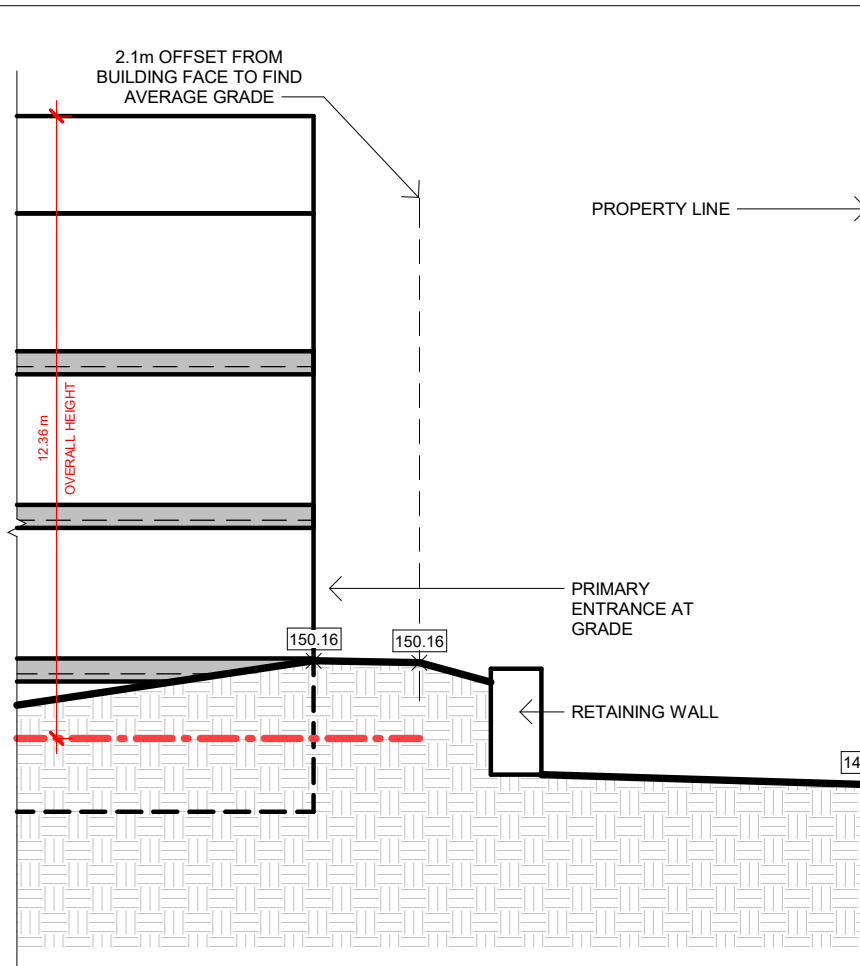 2.1m OFFSET FROM
BUILDING FACE TO FIND
AVERAGE GRADE
PROPERTY LINE
12.36 m
OVERALL HEIGHT
PRIMARY
ENTRANCE AT
GRADE
150.16
150.16
RETAINING WALL
14